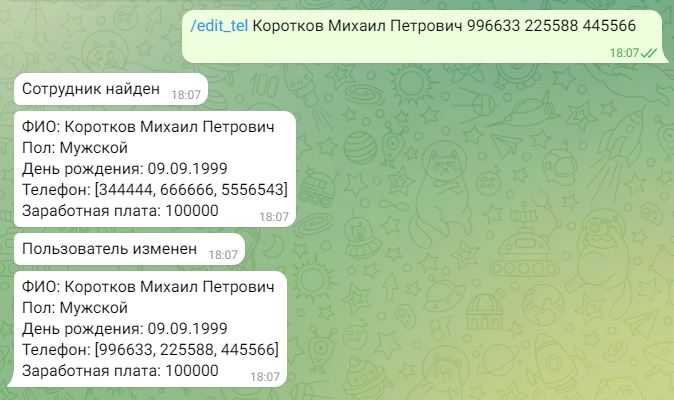 /edit_tel Коротков Михаил Петрович 996633 225588 445566
18:07
Сотрудник найден 18:07
ФИО: Коротков Михаил Петрович
Пол: Мужской
День рождения: 09.09.1999
Телефон: [344444, 666666, 5556543]
Заработная плата: 100000 18:07
Пользователь изменен 18:07
ФИО: Коротков Михаил Петрович
Пол: Мужской
День рождения: 09.09.1999
Телефон: [996633, 225588, 445566]
Заработная плата: 100000 18:07